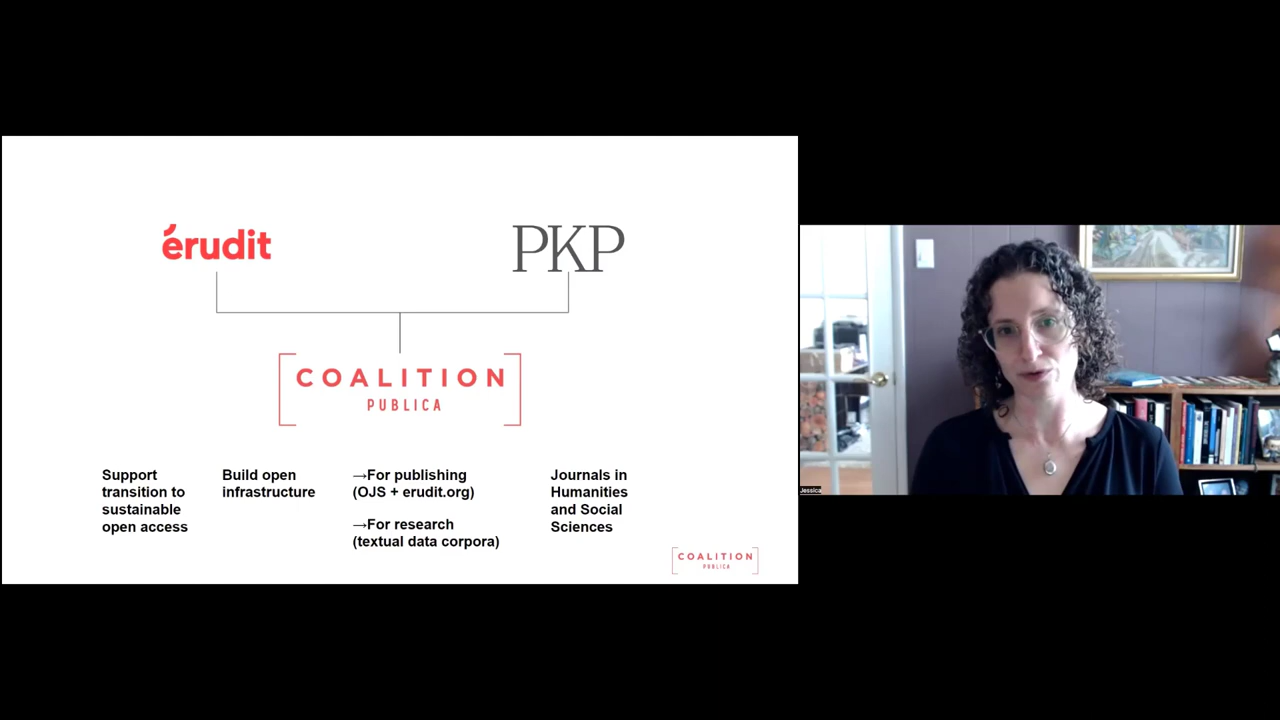 érudit
PKP
COALITION
PUBLICA
Support
transition to
sustainable
open access
Build open
infrastructure
→For publishing
(OJS + erudit.org)
→For research
(textual data corpora)
Journals in
Humanities
and Social
Sciences
COALITION
PUBLICA
Jessica